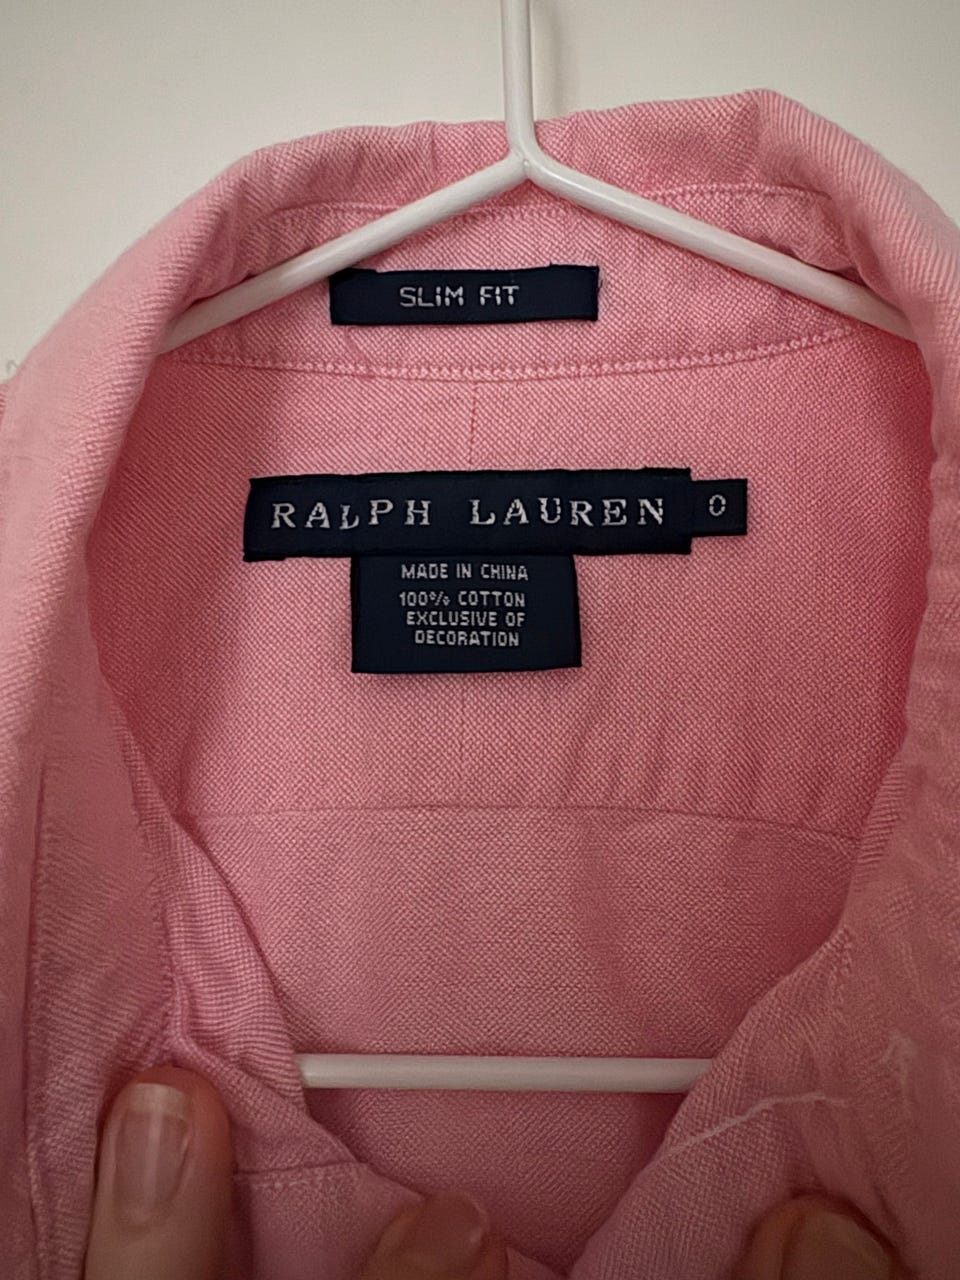 SLIM FIT
RALPH LAUREN 0
MADE IN CHINA
100% COTTON
EXCLUSIVE OF
DECORATION